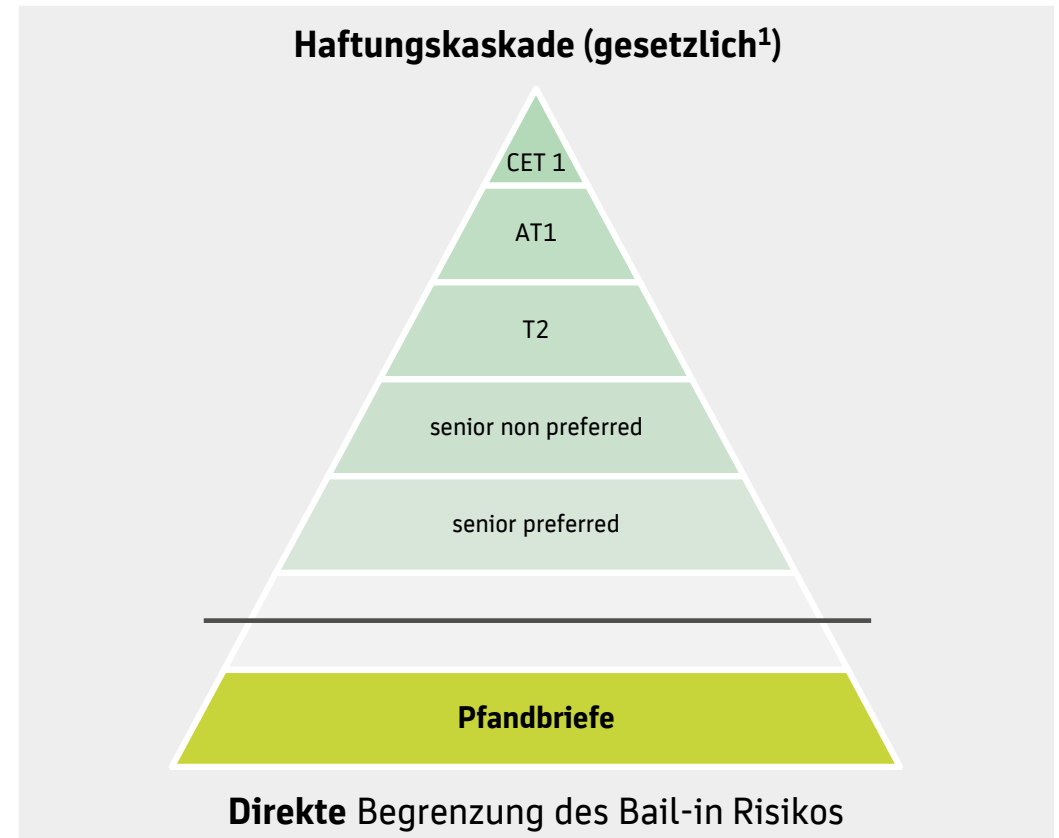 Haftungskaskade (gesetzlich¹)
CET 1
AT1
T2
senior non preferred
senior preferred
Pfandbriefe
Direkte Begrenzung des Bail-in Risikos